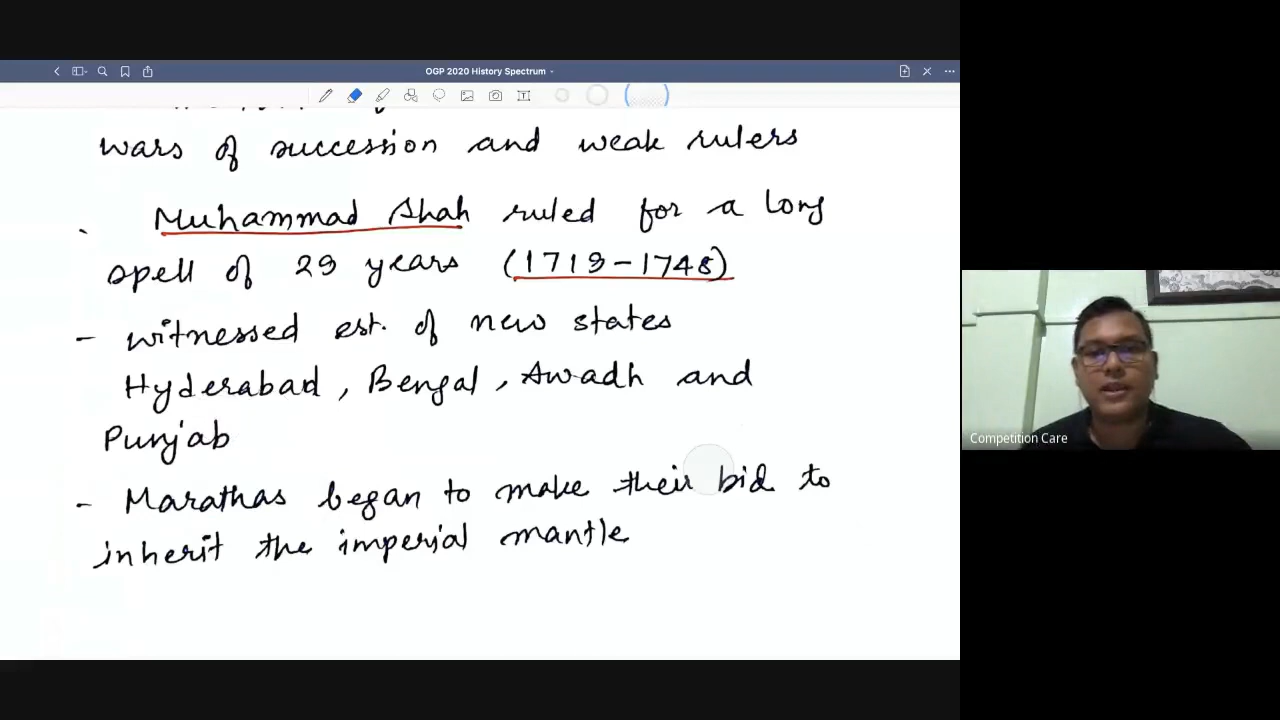 OGP 2020 History Spectrum
wars of succession and weak rulers
Muhammad Shah ruled for a long
spell of 29 years (1719-1748)
- witnessed est. of new states
Hyderabad, Bengal, Awadh and
Punjab
- Marathas began to make their bid to
inherit the imperial mantle
Competition Care